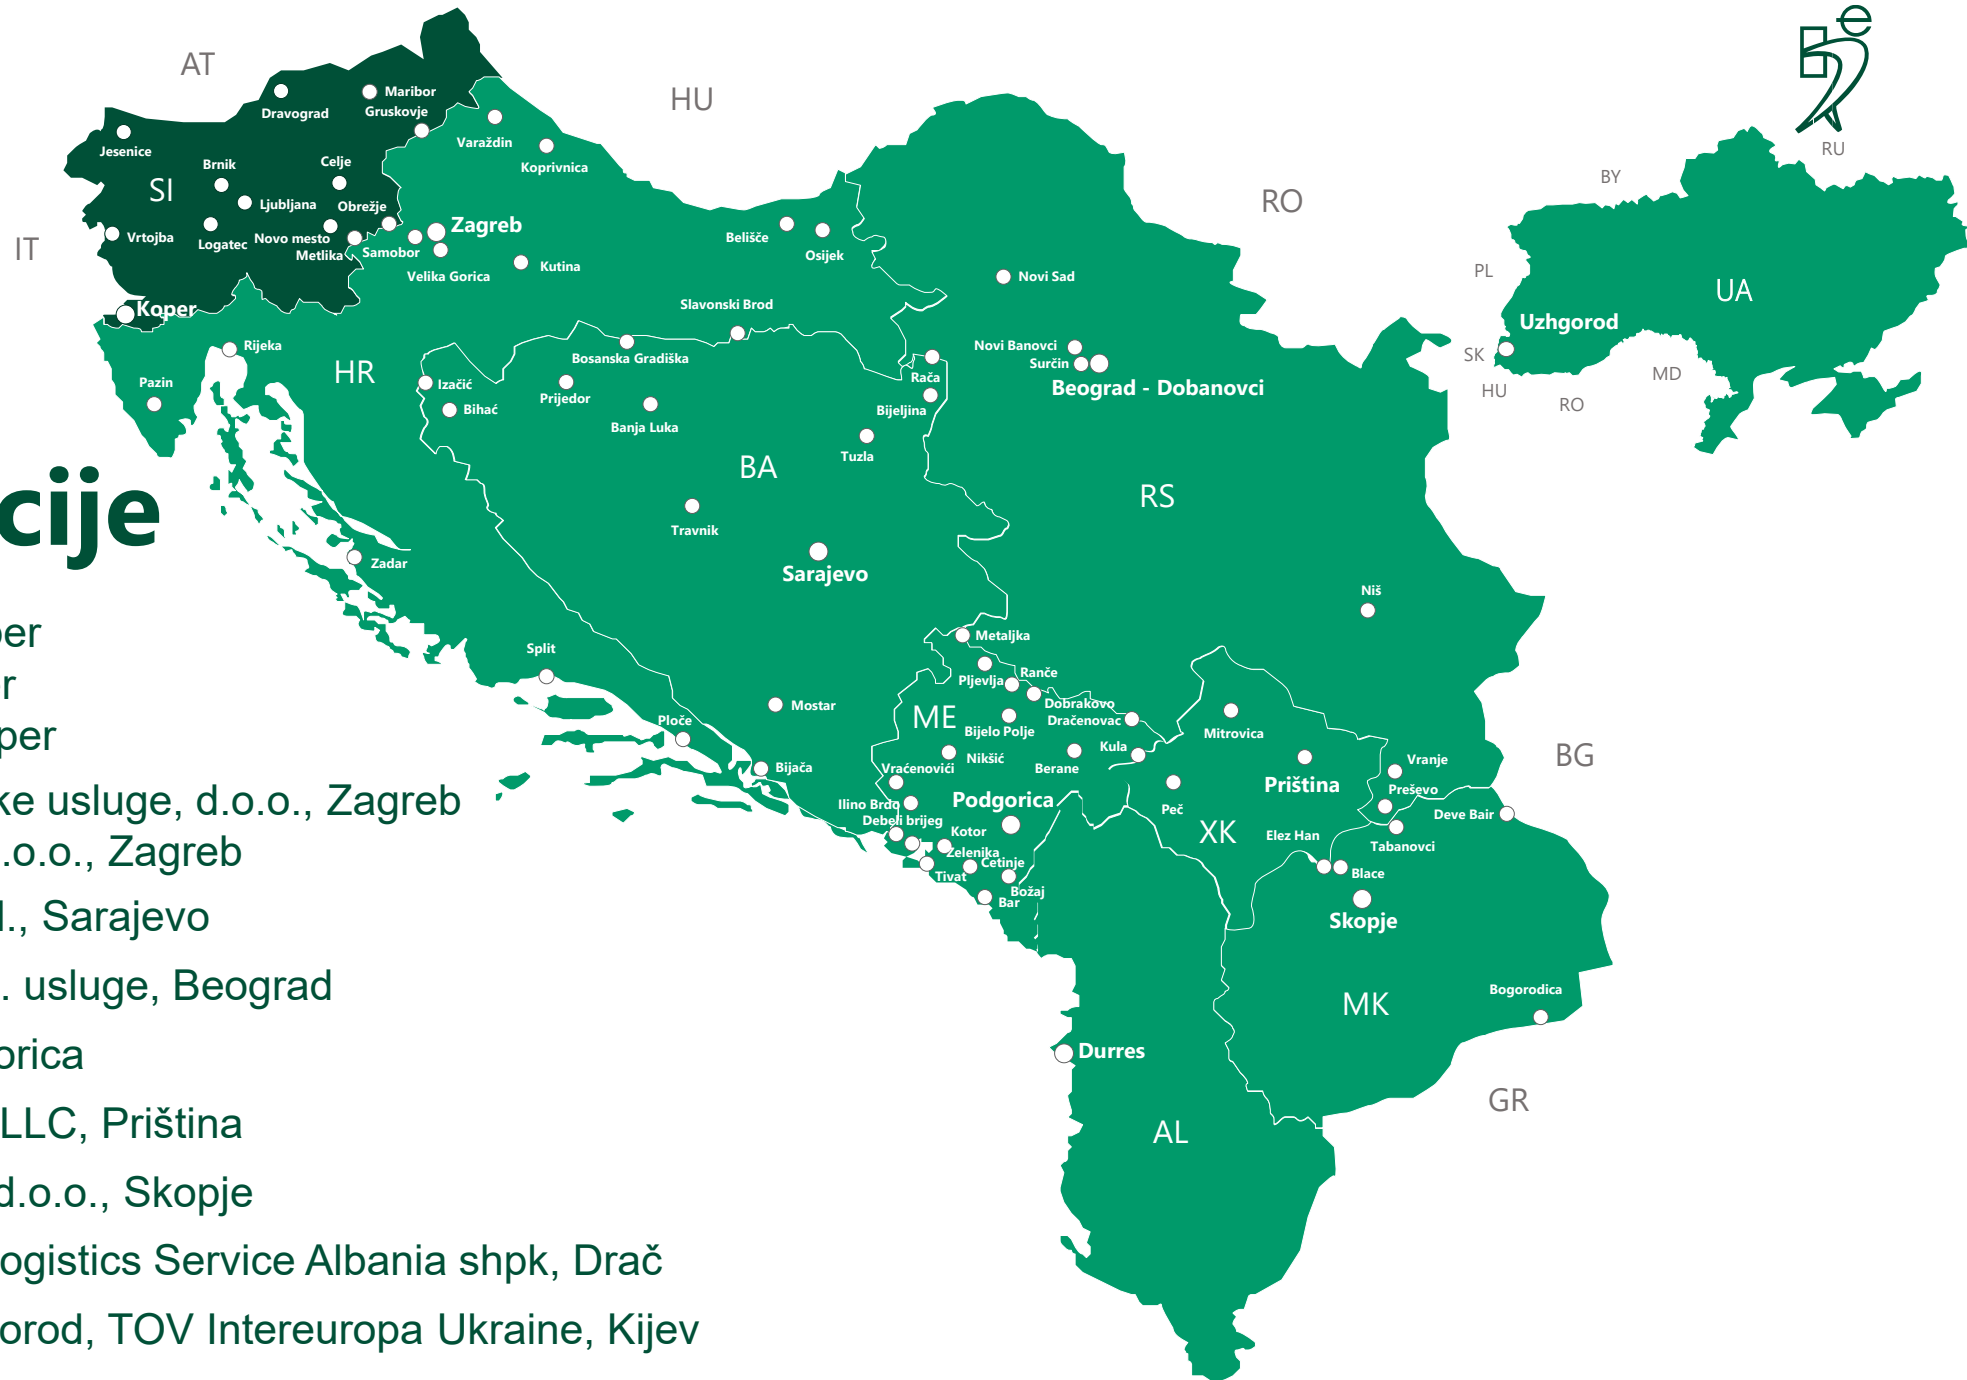 AT
HU
RO
IT
BG
GR
RU
BY
PL
SK
HU
RO
MD
UA
Uzhgorod
SI
Dravograd
Maribor
Gruskovje
Jesenice
Brnik
Celje
Ljubljana
Obrežje
Vrtojba
Logatec
Novo mesto
Metlika
Koper
HR
Varaždin
Koprivnica
Zagreb
Samobor
Velika Gorica
Kutina
Belišče
Osijek
Slavonski Brod
Rijeka
Pazin
Zadar
Split
Ploče
BA
Bosanska Gradiška
Izačić
Bihać
Prijedor
Banja Luka
Rača
Bijeljina
Tuzla
Travnik
Sarajevo
Mostar
Bijača
RS
Novi Sad
Novi Banovci
Surčin
Beograd - Dobanovci
Niš
Vranje
Preševo
ME
Metaljka
Pljevlja
Ranče
Dobrakovo
Dračenovac
Bijelo Polje
Kula
Nikšić
Berane
Vraćenovići
Ilino Brdo
Podgorica
Debeli brijeg
Kotor
Zelenika
Cetinje
Tivat
Božaj
Bar
XK
Mitrovica
Priština
Peč
Elez Han
MK
Deve Bair
Tabanovci
Blace
Skopje
Bogorodica
AL
Durres
cije
per
r
per
ke usluge, d.o.o., Zagreb
.o.o., Zagreb
l., Sarajevo
. usluge, Beograd
orica
LLC, Priština
d.o.o., Skopje
ogistics Service Albania shpk, Drač
orod, TOV Intereuropa Ukraine, Kijev